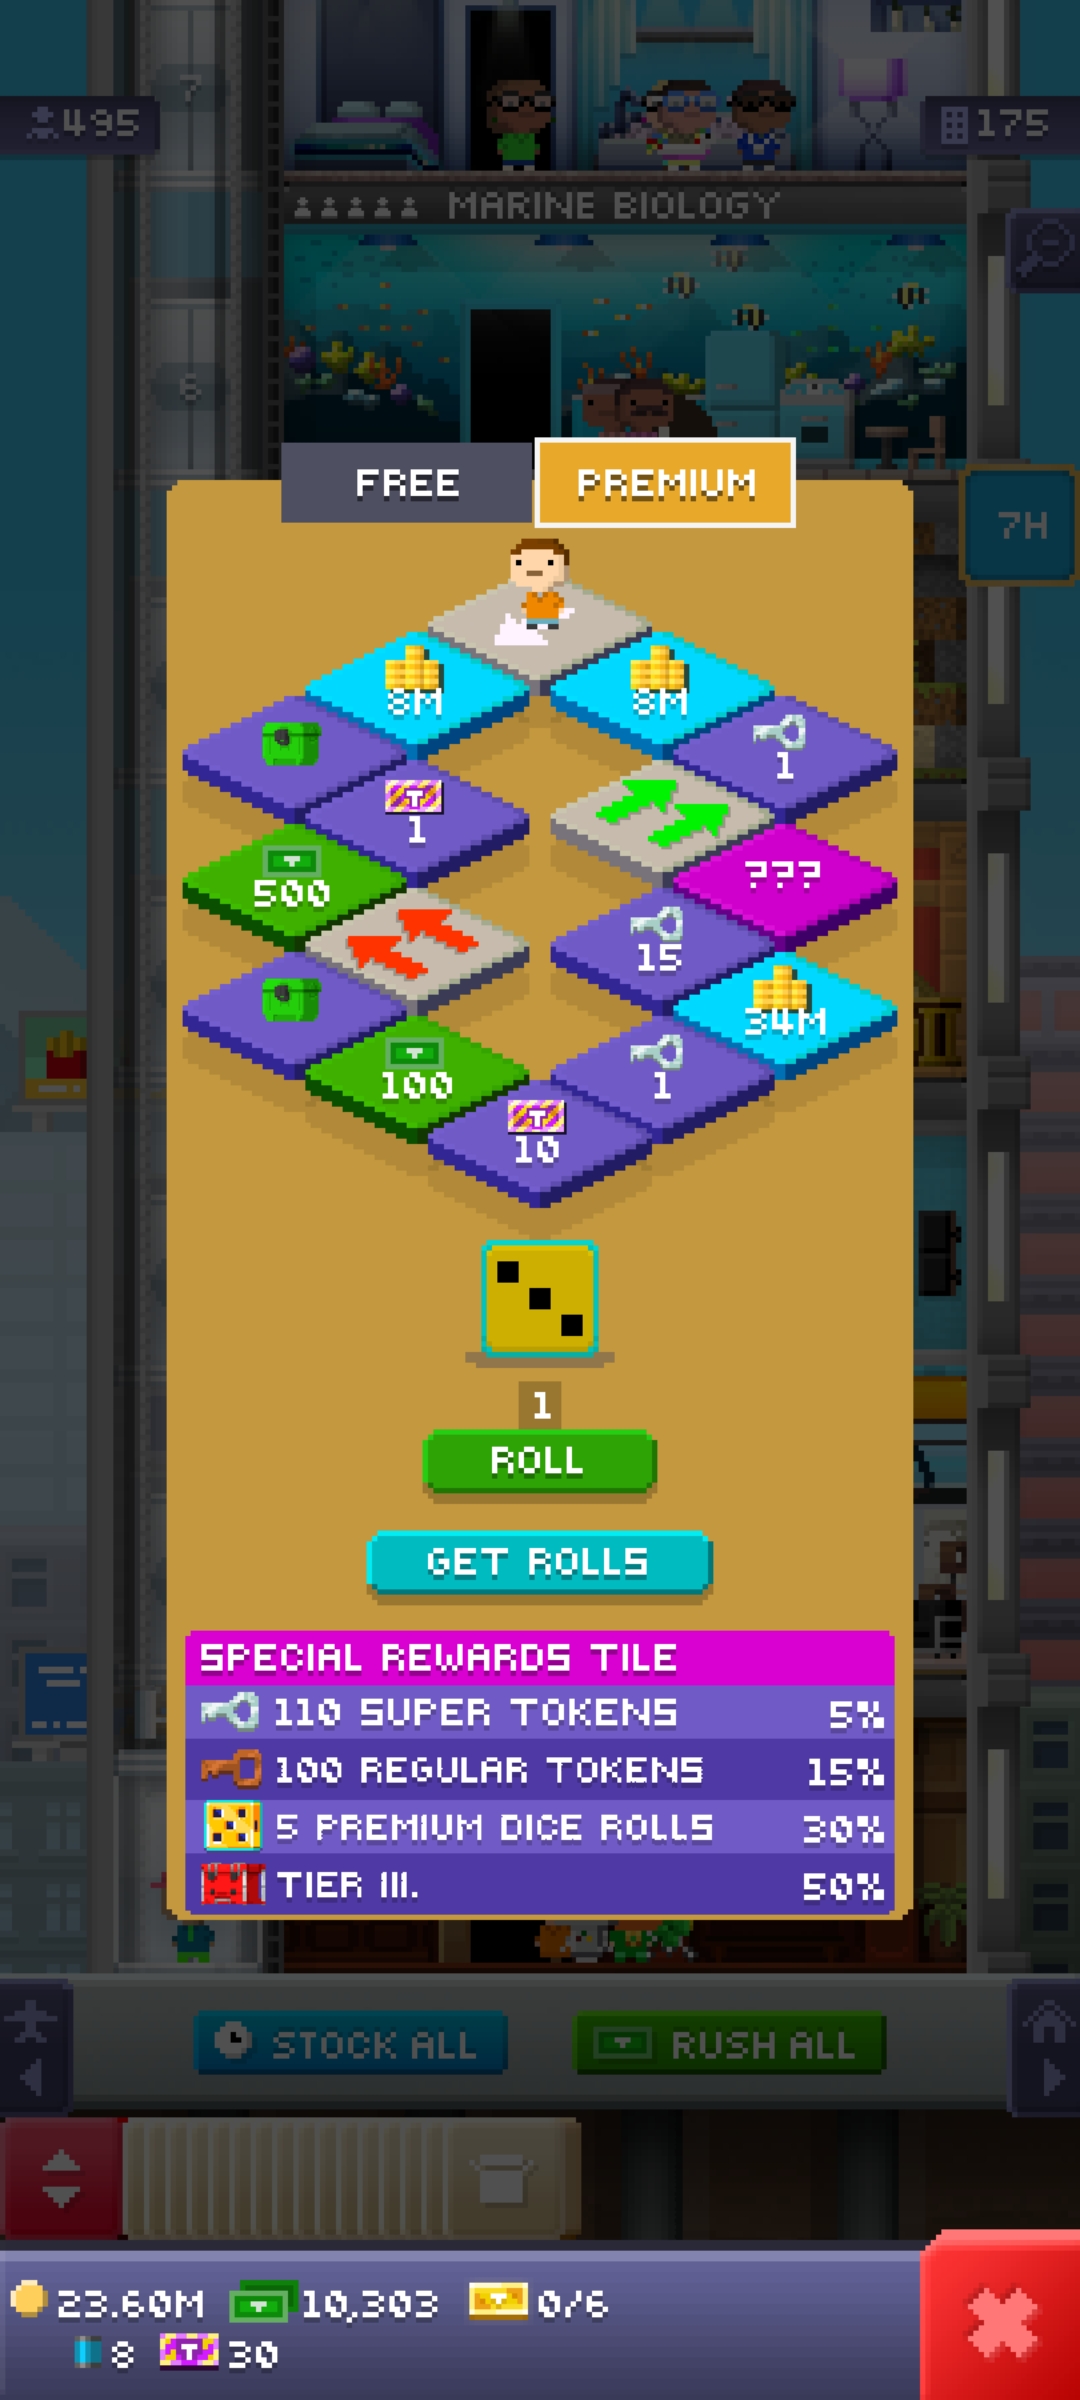 7
495
175
MARINE BIOLOGY
6
FREE
PREMIUM
7H
8M
8M
1
1
500
???
15
34M
100
1
10
1
ROLL
GET ROLLS
SPECIAL REWARDS TILE
110 SUPER TOKENS 5%
100 REGULAR TOKENS 15%
5 PREMIUM DICE ROLLS 30%
TIER III. 50%
STOCK ALL
RUSH ALL
23.60M 10,303 0/6
8 30